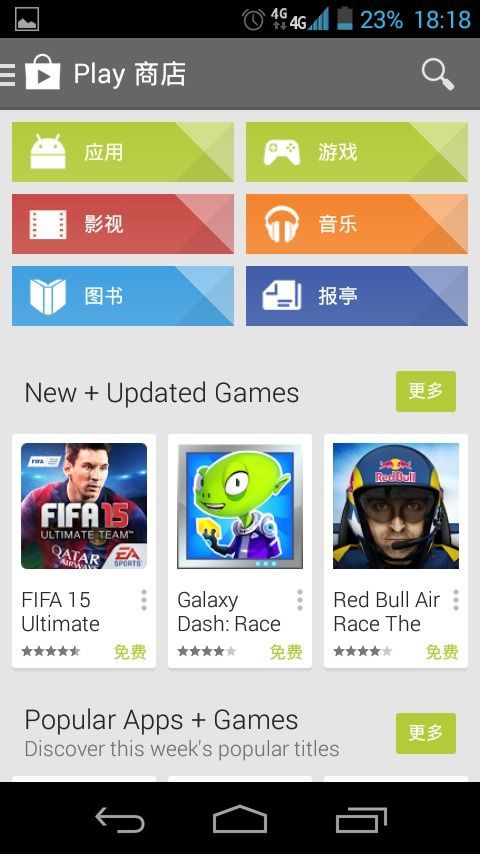 4G 4G 23% 18:18
Play 商店
应用 游戏
影视 音乐
图书 报亭
New + Updated Games 更多
FIFA
FIFA 15
ULTIMATE TEAM™
QATAR
AIRWAYS
EA
SPORTS
Red Bull
FIFA 15
Ultimate
免费
Galaxy
Dash: Race
免费
Red Bull Air
Race The
免费
Popular Apps + Games
Discover this week's popular titles
更多